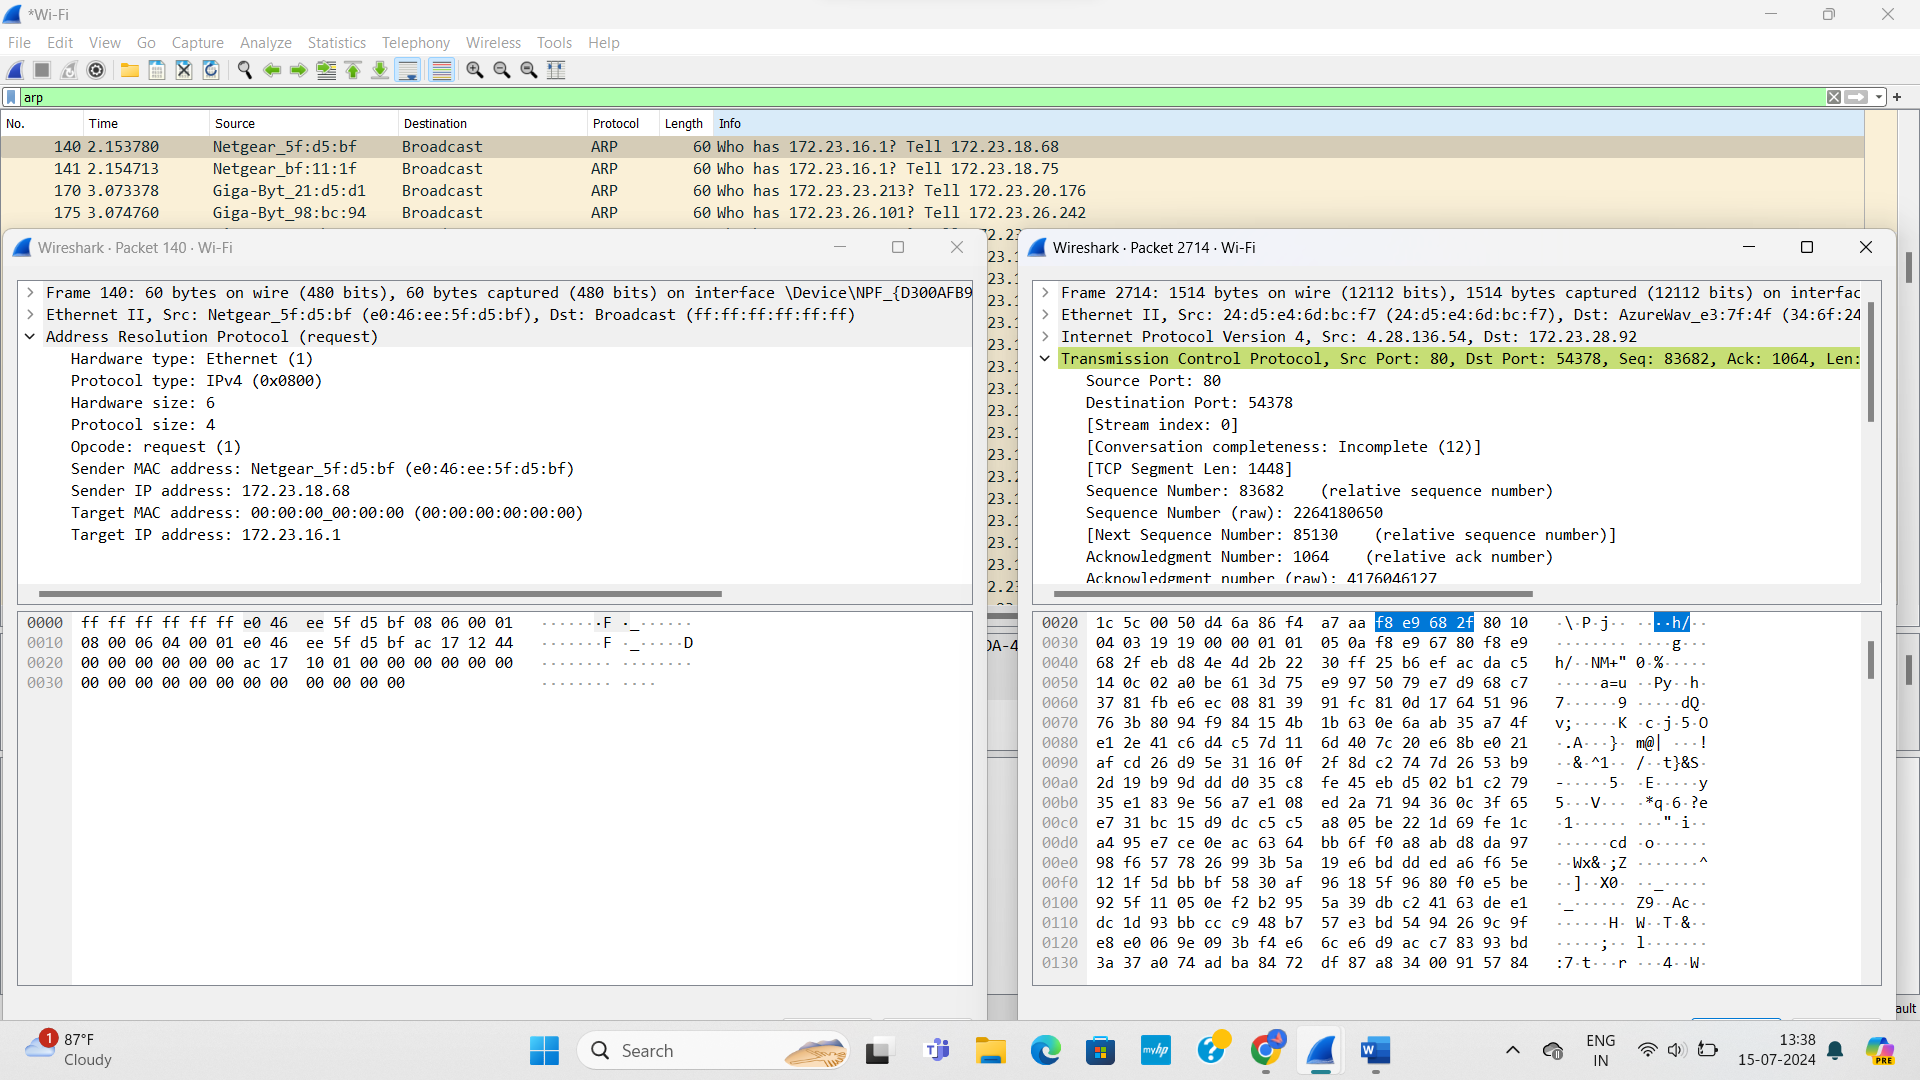 *Wi-Fi
File Edit View Go Capture Analyze Statistics Telephony Wireless Tools Help
arp
No. Time Source Destination Protocol Length Info
140 2.153780 Netgear_5f:d5:bf Broadcast ARP 60 Who has 172.23.16.1? Tell 172.23.18.68
141 2.154713 Netgear_bf:11:1f Broadcast ARP 60 Who has 172.23.16.1? Tell 172.23.18.75
170 3.073378 Giga-Byt_21:d5:d1 Broadcast ARP 60 Who has 172.23.23.213? Tell 172.23.20.176
175 3.074760 Giga-Byt_98:bc:94 Broadcast ARP 60 Who has 172.23.26.101? Tell 172.23.26.242
Wireshark · Packet 140 · Wi-Fi
Frame 140: 60 bytes on wire (480 bits), 60 bytes captured (480 bits) on interface \Device\NPF_{D300AFB9
Ethernet II, Src: Netgear_5f:d5:bf (e0:46:ee:5f:d5:bf), Dst: Broadcast (ff:ff:ff:ff:ff:ff)
Address Resolution Protocol (request)
Hardware type: Ethernet (1)
Protocol type: IPv4 (0x0800)
Hardware size: 6
Protocol size: 4
Opcode: request (1)
Sender MAC address: Netgear_5f:d5:bf (e0:46:ee:5f:d5:bf)
Sender IP address: 172.23.18.68
Target MAC address: 00:00:00_00:00:00 (00:00:00:00:00:00)
Target IP address: 172.23.16.1
0000 ff ff ff ff ff ff e0 46 ee 5f d5 bf 08 06 00 01 ·······F ·_······
0010 08 00 06 04 00 01 e0 46 ee 5f d5 bf ac 17 12 44 ·······F ·_·····D
0020 00 00 00 00 00 00 ac 17 10 01 00 00 00 00 00 00 ········ ········
0030 00 00 00 00 00 00 00 00 00 00 00 00 ········ ····
Wireshark · Packet 2714 · Wi-Fi
Frame 2714: 1514 bytes on wire (12112 bits), 1514 bytes captured (12112 bits) on interfac
Ethernet II, Src: 24:d5:e4:6d:bc:f7 (24:d5:e4:6d:bc:f7), Dst: AzureWav_e3:7f:4f (34:6f:24
Internet Protocol Version 4, Src: 4.28.136.54, Dst: 172.23.28.92
Transmission Control Protocol, Src Port: 80, Dst Port: 54378, Seq: 83682, Ack: 1064, Len:
Source Port: 80
Destination Port: 54378
[Stream index: 0]
[Conversation completeness: Incomplete (12)]
[TCP Segment Len: 1448]
Sequence Number: 83682 (relative sequence number)
Sequence Number (raw): 2264180650
[Next Sequence Number: 85130 (relative sequence number)]
Acknowledgment Number: 1064 (relative ack number)
Acknowledgment number (raw): 4176046127
0020 1c 5c 00 50 d4 6a 86 f4 a7 aa f8 e9 68 2f 80 10 ·\·P·j·· ····h/··
0030 04 03 19 19 00 00 01 01 05 0a f8 e9 67 80 f8 e9 ········ ····g···
0040 68 2f eb d8 4e 4d 2b 22 30 ff 25 b6 ef ac da c5 h/··NM+" 0·%·····
0050 14 0c 02 a0 be 61 3d 75 e9 97 50 79 e7 d9 68 c7 ·····a=u ··Py··h·
0060 37 81 fb e6 ec 08 81 39 91 fc 81 0d 17 64 51 96 7······9 ·····dQ·
0070 76 3b 80 94 f9 84 15 4b 1b 63 0e 6a ab 35 a7 4f v;·····K ·c·j·5·O
0080 e1 2e 41 c6 d4 c5 7d 11 6d 40 7c 20 e6 8b e0 21 ·.A···}· m@| ···!
0090 af cd 26 d9 5e 31 16 0f 2f 8d c2 74 7d 26 53 b9 ··&·^1·· /··t}&S·
00a0 2d 19 b9 9d dd d0 35 c8 fe 45 eb d5 02 b1 c2 79 -·····5· ·E·····y
00b0 35 e1 83 9e 56 a7 e1 08 ed 2a 71 94 36 0c 3f 65 5···V··· ·*q·6·?e
00c0 e7 31 bc 15 d9 dc c5 c5 a8 05 be 22 1d 69 fe 1c ·1······ ···"·i··
00d0 a4 95 e7 ce 0e ac 63 64 bb 6f f0 a8 ab d8 da 97 ······cd ·o······
00e0 98 f6 57 78 26 99 3b 5a 19 e6 bd dd ed a6 f6 5e ··Wx&·;Z ·······^
00f0 12 1f 5d bb bf 58 30 af 96 18 5f 96 80 f0 e5 be ··]··X0· ··_·····
0100 92 5f 11 05 0e f2 b2 95 5a 39 db c2 41 63 de e1 ·_······ Z9··Ac··
0110 dc 1d 93 bb cc c9 48 b7 57 e3 bd 54 94 26 9c 9f ······H· W··T·&··
0120 e8 e0 06 9e 09 3b f4 e6 6c e6 d9 ac c7 83 93 bd ·····;·· l·······
0130 3a 37 a0 74 ad ba 84 72 df 87 a8 34 00 91 57 84 :7·t···r ···4··W·
DA-4
ault
1
87°F
Cloudy
Search
myhp
ENG
IN
13:38
15-07-2024
PRE